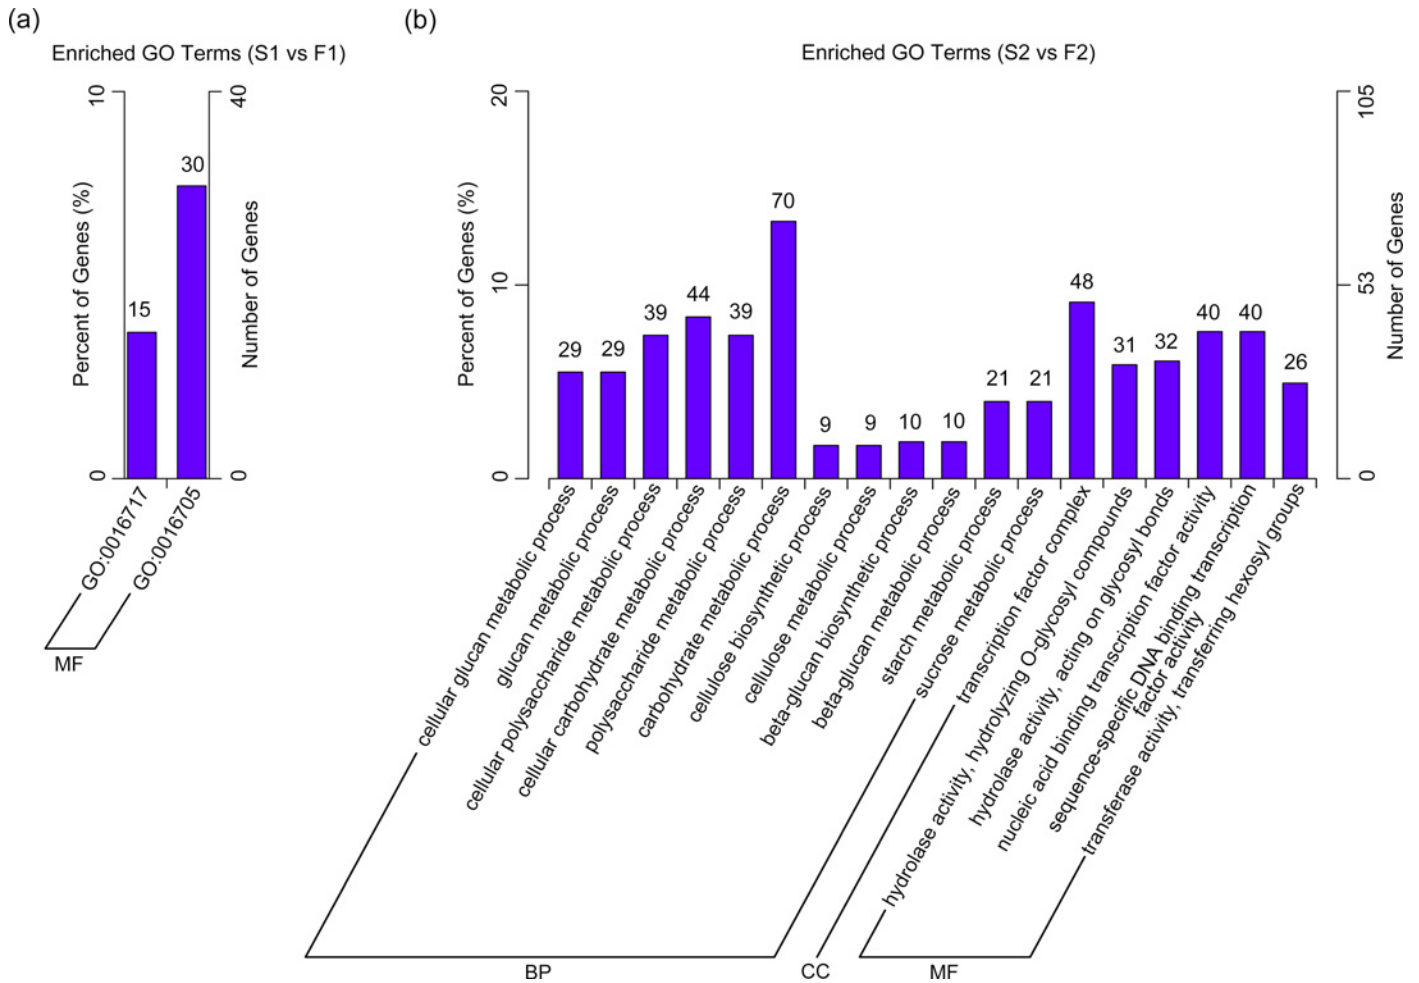 (a)
Enriched GO Terms (S1 vs F1)
Percent of Genes (%)
10
0
15
30
40
0
Number of Genes
GO:0016717
GO:0016705
MF
(b)
Enriched GO Terms (S2 vs F2)
Percent of Genes (%)
20
10
0
29
29
39
44
39
70
9
9
10
10
21
21
48
31
32
40
40
26
105
53
0
Number of Genes
cellular glucan metabolic process
glucan metabolic process
cellular polysaccharide metabolic process
cellular carbohydrate metabolic process
polysaccharide metabolic process
carbohydrate metabolic process
cellulose biosynthetic process
cellulose metabolic process
beta-glucan biosynthetic process
beta-glucan metabolic process
starch metabolic process
sucrose metabolic process
transcription factor complex
hydrolase activity, hydrolyzing O-glycosyl compounds
hydrolase activity, acting on glycosyl bonds
nucleic acid binding transcription factor activity
sequence-specific DNA binding transcription
factor activity
transferase activity, transferring hexosyl groups
BP
CC
MF